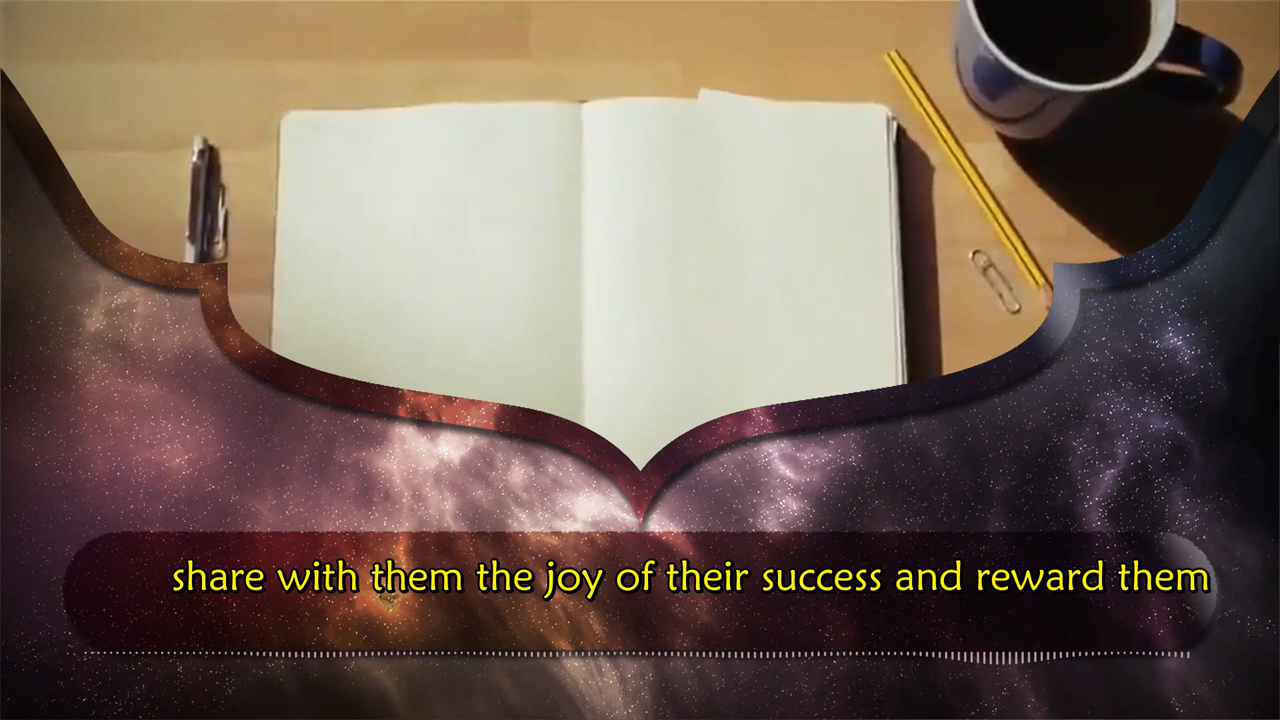 share with them the joy of their success and reward them